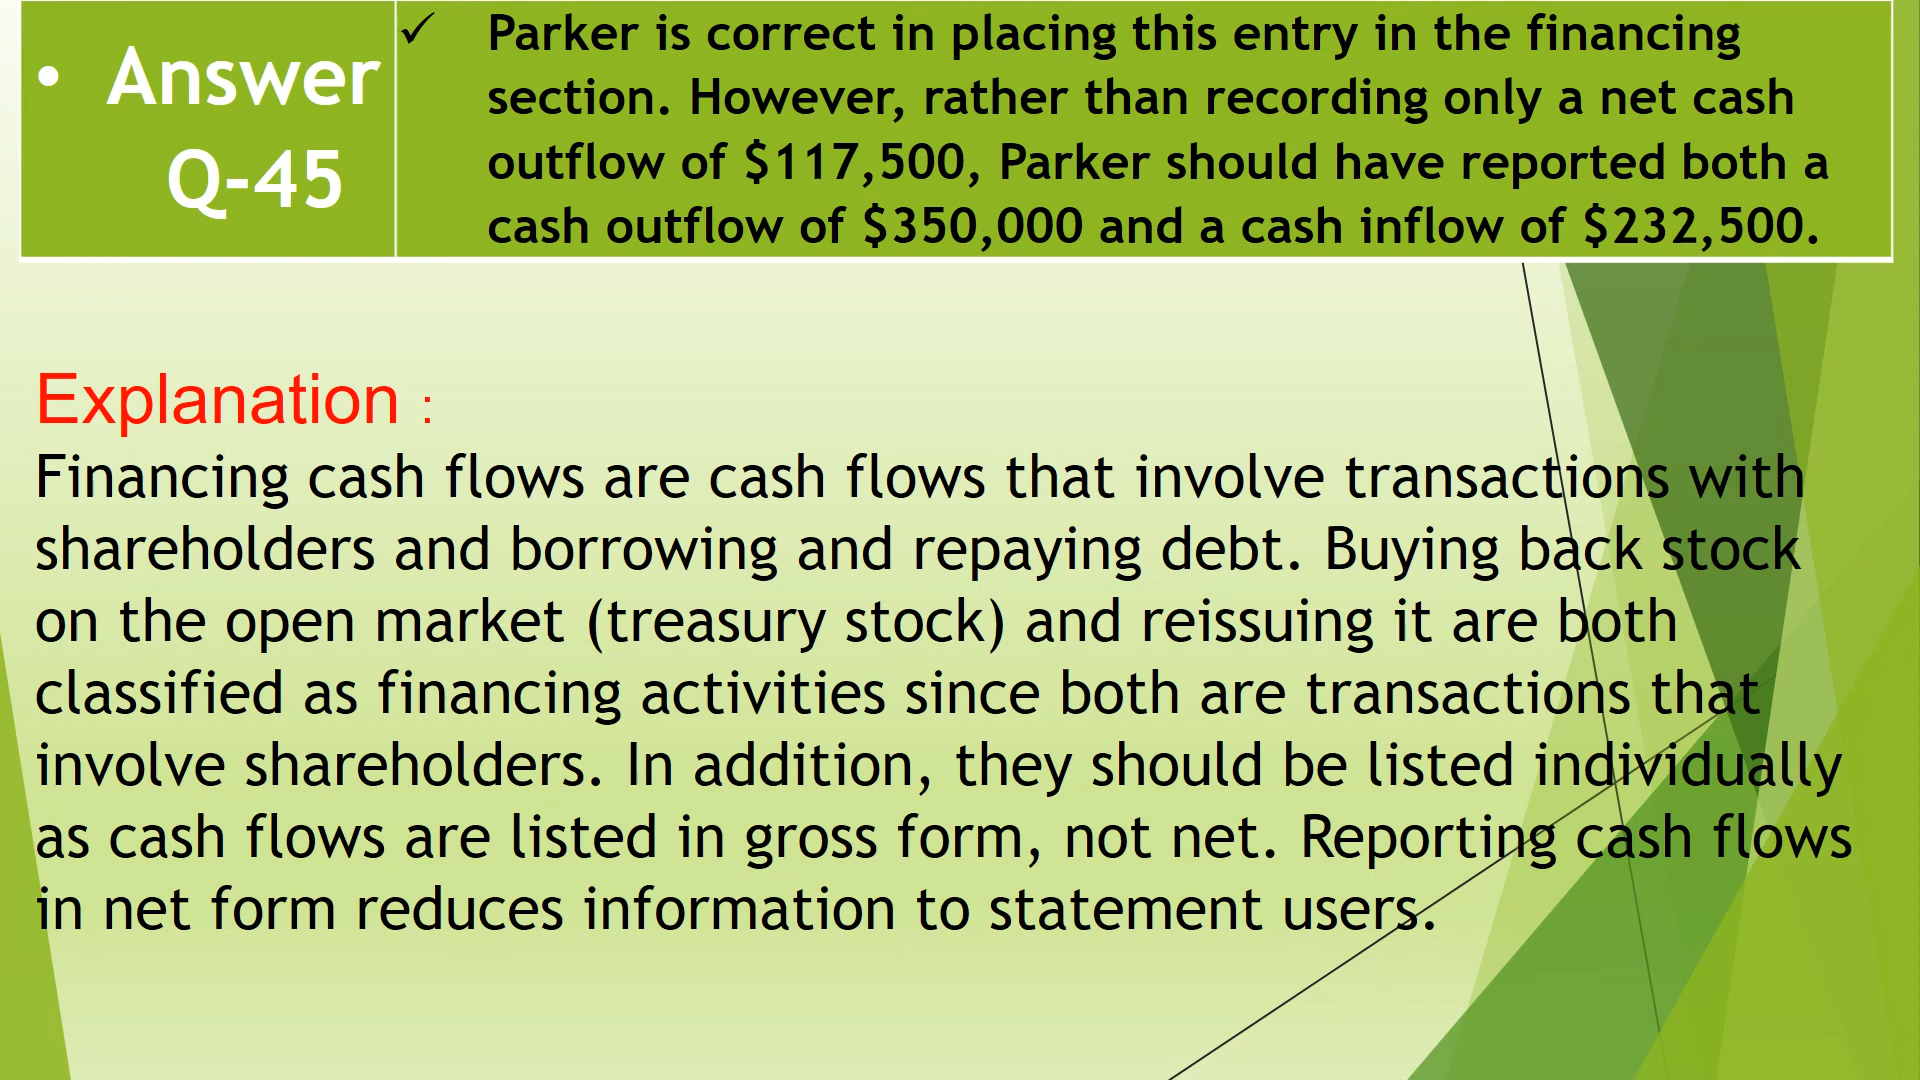 • Answer
Q-45
✓ Parker is correct in placing this entry in the financing
section. However, rather than recording only a net cash
outflow of $117,500, Parker should have reported both a
cash outflow of $350,000 and a cash inflow of $232,500.
Explanation :
Financing cash flows are cash flows that involve transactions with
shareholders and borrowing and repaying debt. Buying back stock
on the open market (treasury stock) and reissuing it are both
classified as financing activities since both are transactions that
involve shareholders. In addition, they should be listed individually
as cash flows are listed in gross form, not net. Reporting cash flows
in net form reduces information to statement users.